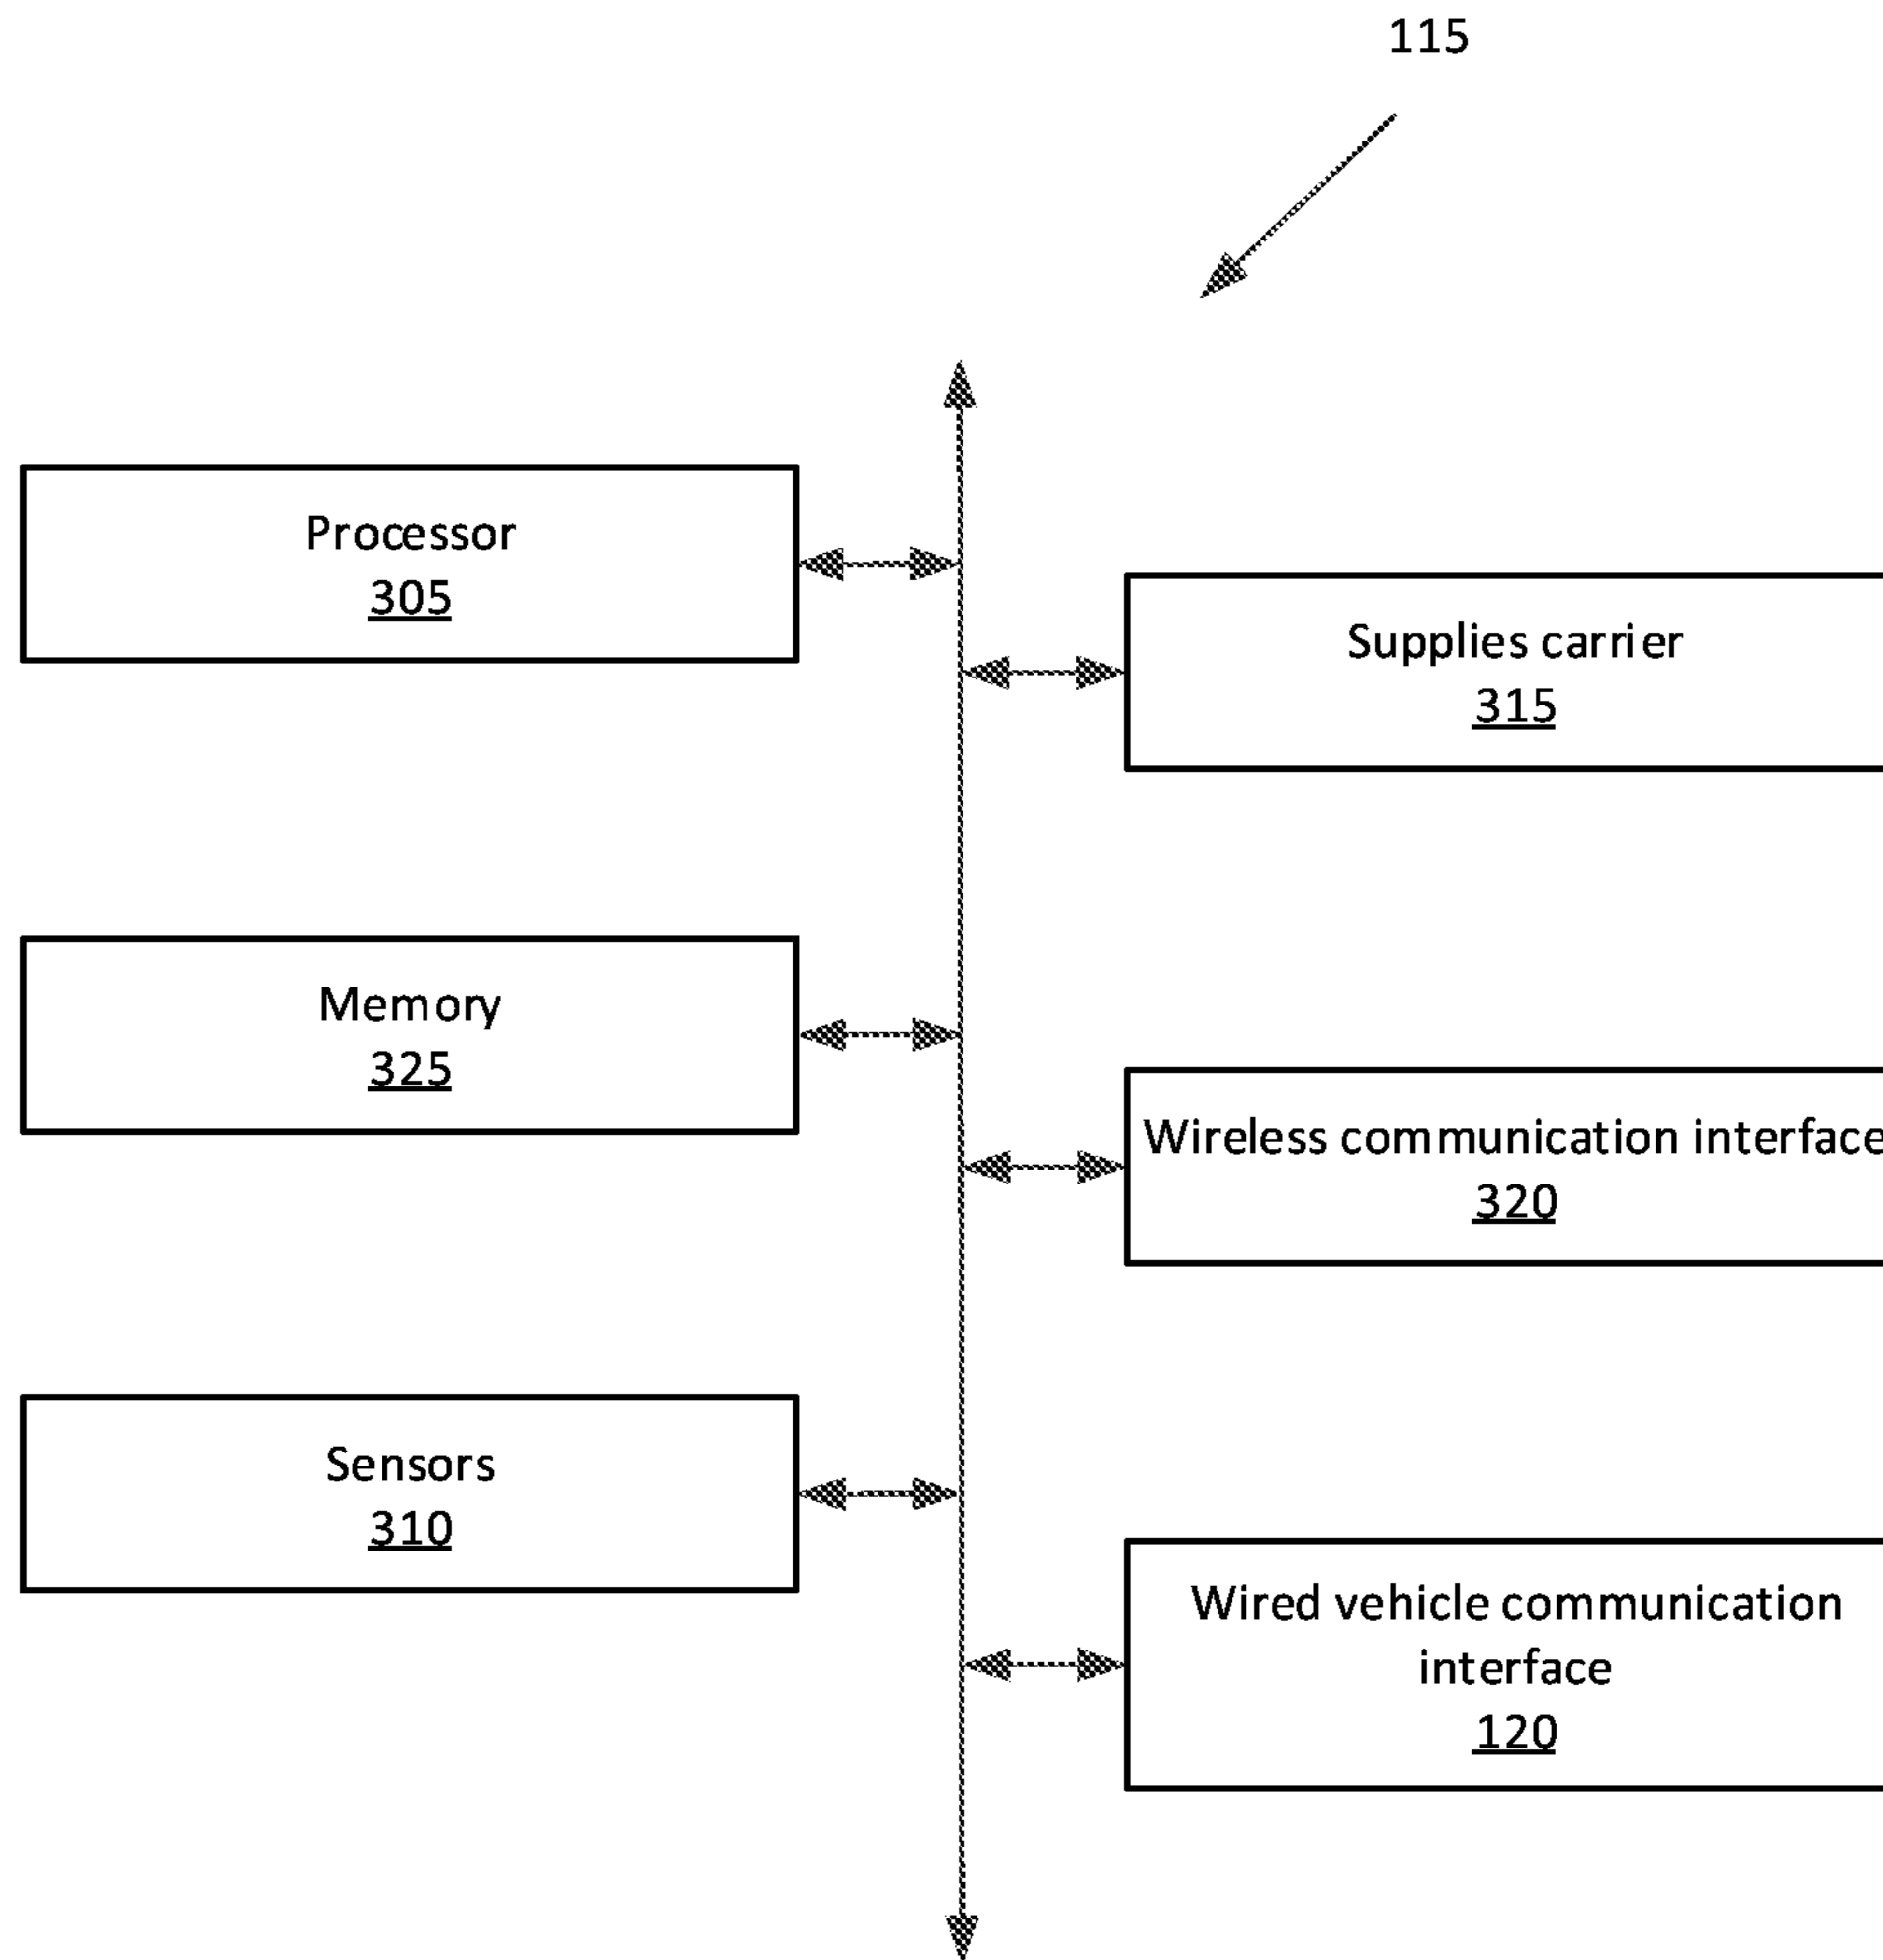 115
Processor
305
Supplies carrier
315
Memory
325
Wireless communication interface
320
Sensors
310
Wired vehicle communication
interface
120